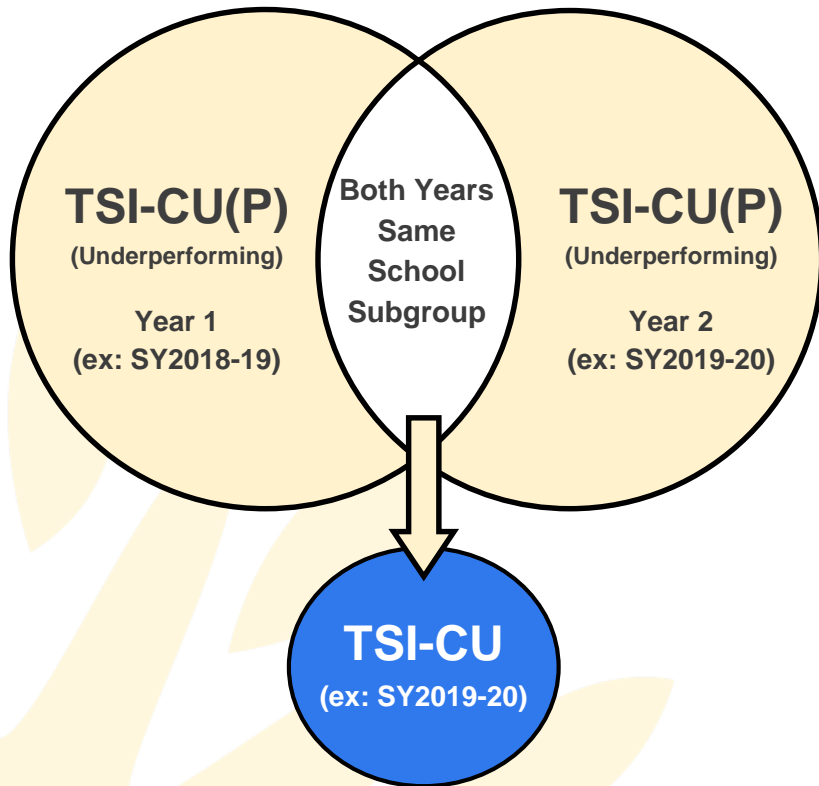 TSI-CU(P)
(Underperforming)
Year 1
(ex: SY2018-19)
Both Years
Same
School
Subgroup
TSI-CU(P)
(Underperforming)
Year 2
(ex: SY2019-20)
TSI-CU
(ex: SY2019-20)